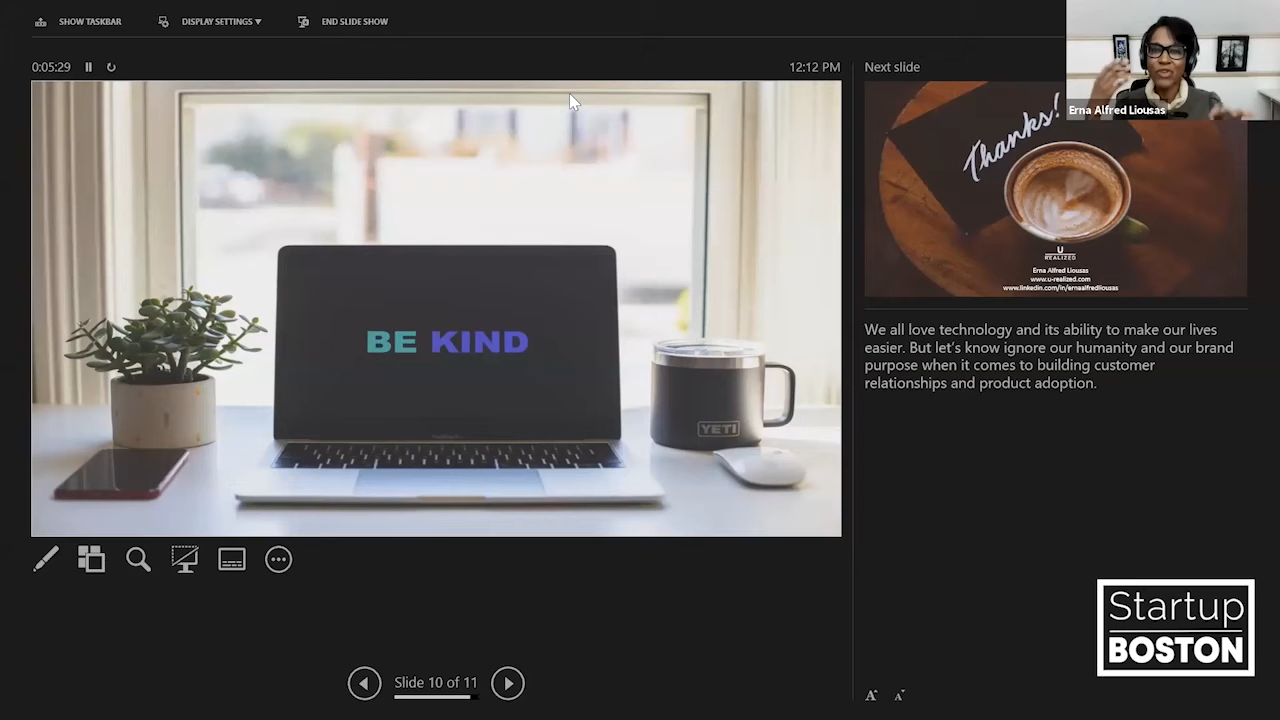 SHOW TASKBAR
DISPLAY SETTINGS ▼
END SLIDE SHOW
0:05:29
12:12 PM
Next slide
Erna Alfred Liousas
BE KIND
YETI
Thanks!
U
REALIZED
Erna Alfred Liousas
www.u-realized.com
www.linkedin.com/in/ernaalfredliousas
We all love technology and its ability to make our lives
easier. But let's know ignore our humanity and our brand
purpose when it comes to building customer
relationships and product adoption.
Startup
BOSTON
Slide 10 of 11
A
A